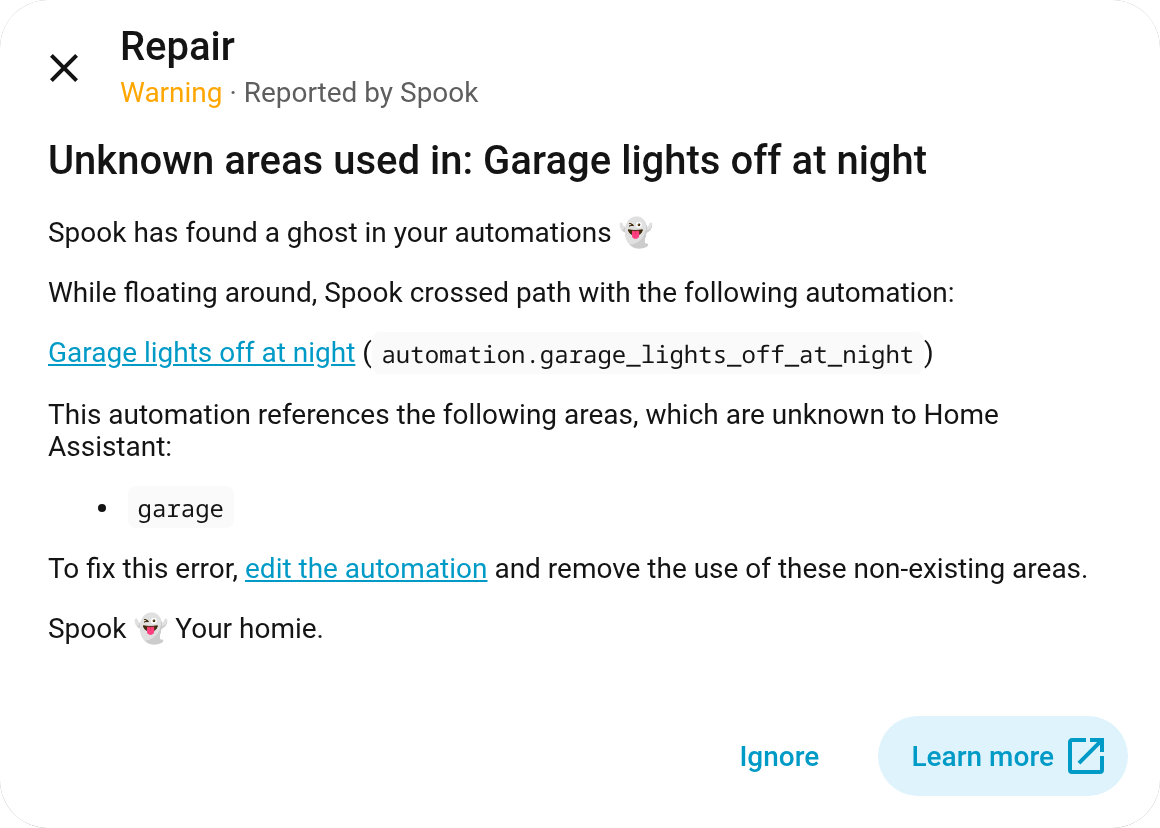 Repair
Warning · Reported by Spook
Unknown areas used in: Garage lights off at night
Spook has found a ghost in your automations 👻
While floating around, Spook crossed path with the following automation:
Garage lights off at night ( automation.garage_lights_off_at_night )
This automation references the following areas, which are unknown to Home
Assistant:
• garage
To fix this error, edit the automation and remove the use of these non-existing areas.
Spook 👻 Your homie.
Ignore
Learn more